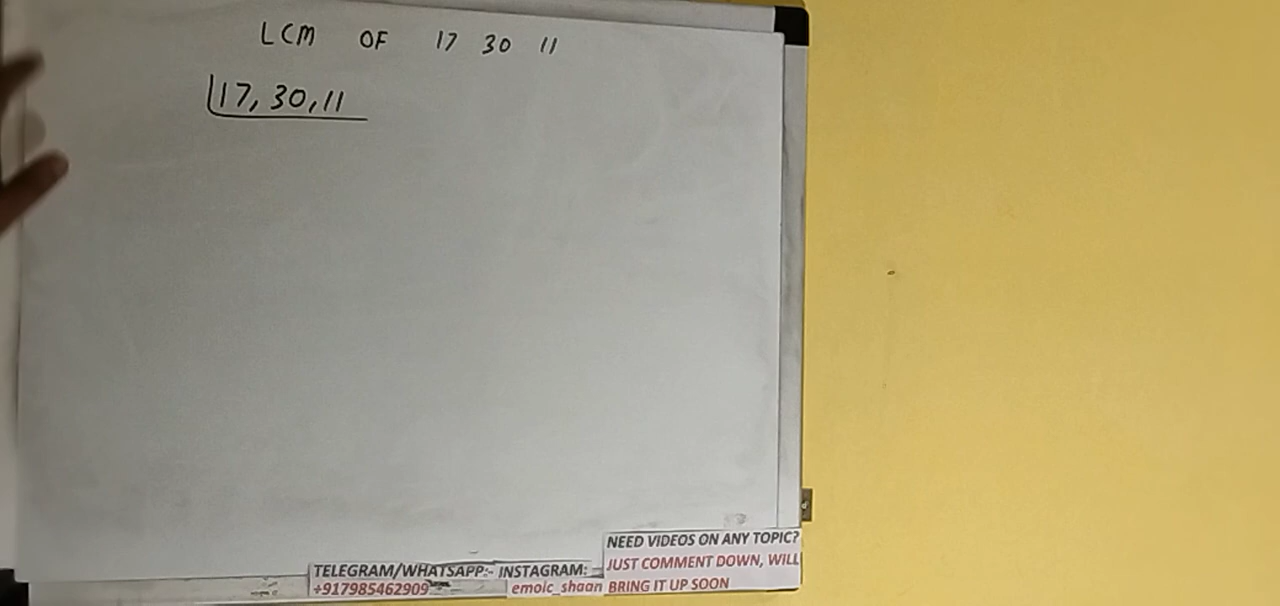 LCM OF 17 30 11
17, 30, 11
NEED VIDEOS ON ANY TOPIC?
JUST COMMENT DOWN, WILL
BRING IT UP SOON
TELEGRAM/WHATSAPP:- INSTAGRAM:
+917985462909 emoic_shaan